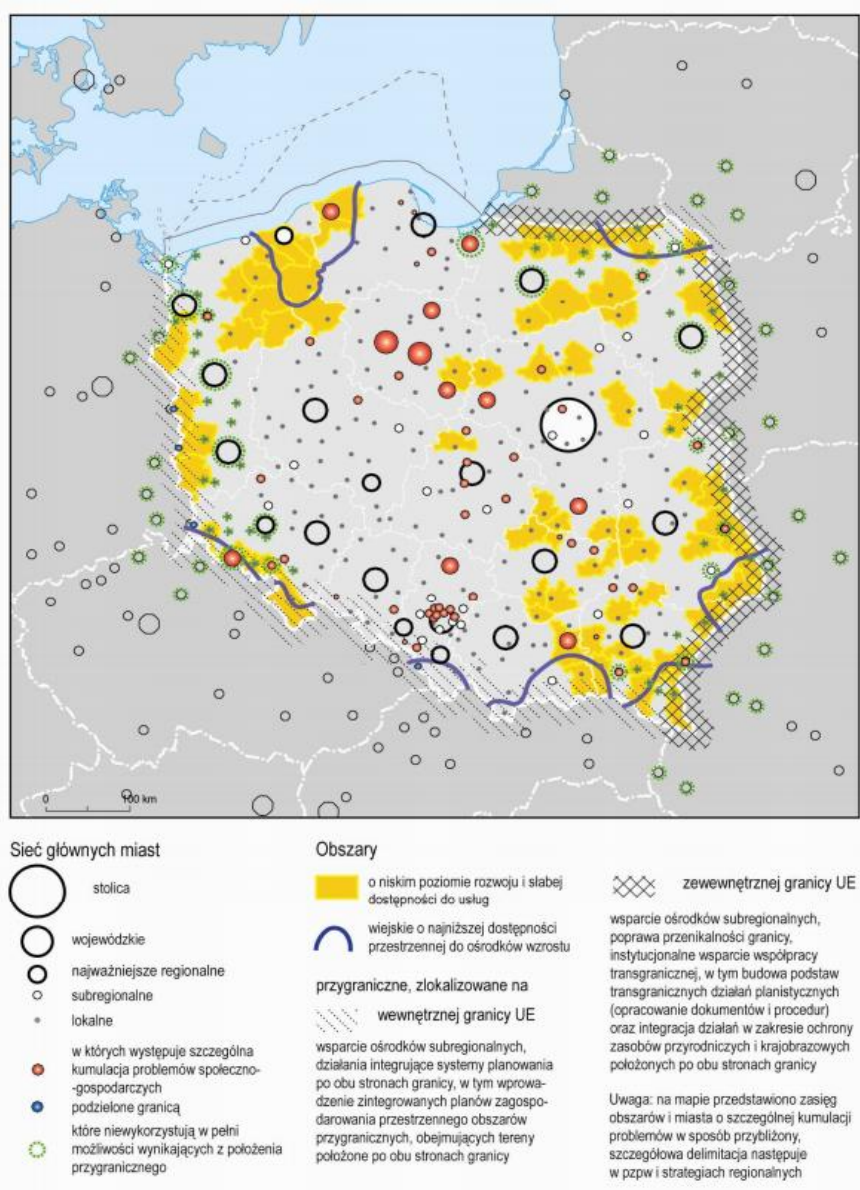 0 100 km
Sieć głównych miast
stolica
wojewódzkie
najważniejsze regionalne
subregionalne
lokalne
w których występuje szczególna
kumulacja problemów społeczno-
-gospodarczych
podzielone granicą
które niewykorzystują w pełni
możliwości wynikających z położenia
przygranicznego
Obszary
o niskim poziomie rozwoju i słabej
dostępności do usług
wiejskie o najniższej dostępności
przestrzennej do ośrodków wzrostu
przygraniczne, zlokalizowane na
wewnętrznej granicy UE
wsparcie ośrodków subregionalnych,
działania integrujące systemy planowania
po obu stronach granicy, w tym wprowa-
dzenie zintegrowanych planów zagospo-
darowania przestrzennego obszarów
przygranicznych, obejmujących tereny
położone po obu stronach granicy
zewewnętrznej granicy UE
wsparcie ośrodków subregionalnych,
poprawa przenikalności granicy,
instytucjonalne wsparcie współpracy
transgranicznej, w tym budowa podstaw
transgranicznych działań planistycznych
(opracowanie dokumentów i procedur)
oraz integracja działań w zakresie ochrony
zasobów przyrodniczych i krajobrazowych
położonych po obu stronach granicy
Uwaga: na mapie przedstawiono zasięg
obszarów i miasta o szczególnej kumulacji
problemów w sposób przybliżony,
szczegółowa delimitacja następuje
w pzpw i strategiach regionalnych